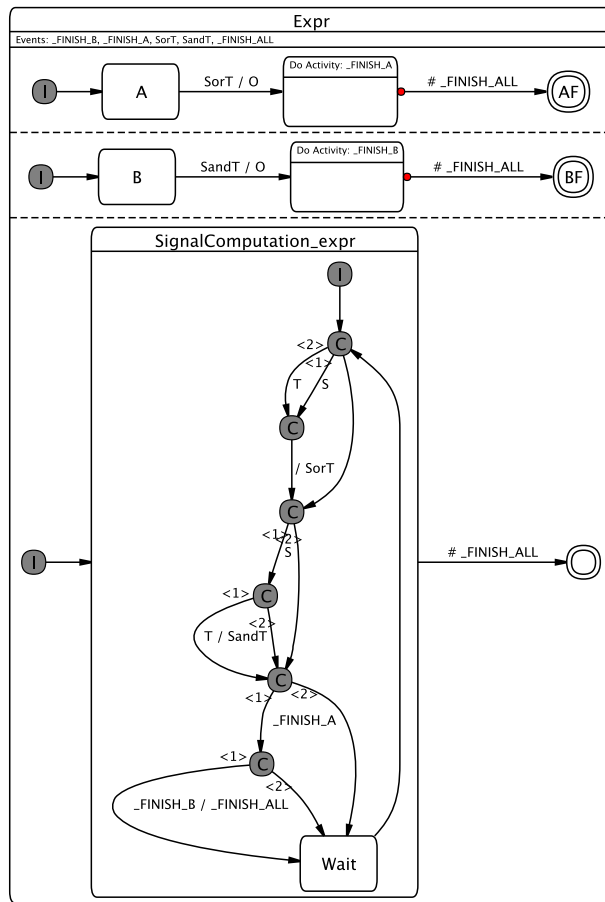 Expr
Events: _FINISH_B, _FINISH_A, SorT, SandT, _FINISH_ALL
I
A
SorT / O
Do Activity: _FINISH_A
# _FINISH_ALL
AF
I
B
SandT / O
Do Activity: _FINISH_B
# _FINISH_ALL
BF
SignalComputation_expr
I
<2>
C
<1>
T
S
C
/ SorT
C
<1>
<2>
S
I
# _FINISH_ALL
<1>
C
<2>
T / SandT
C
<1>
<2>
_FINISH_A
<1>
C
<2>
_FINISH_B / _FINISH_ALL
Wait